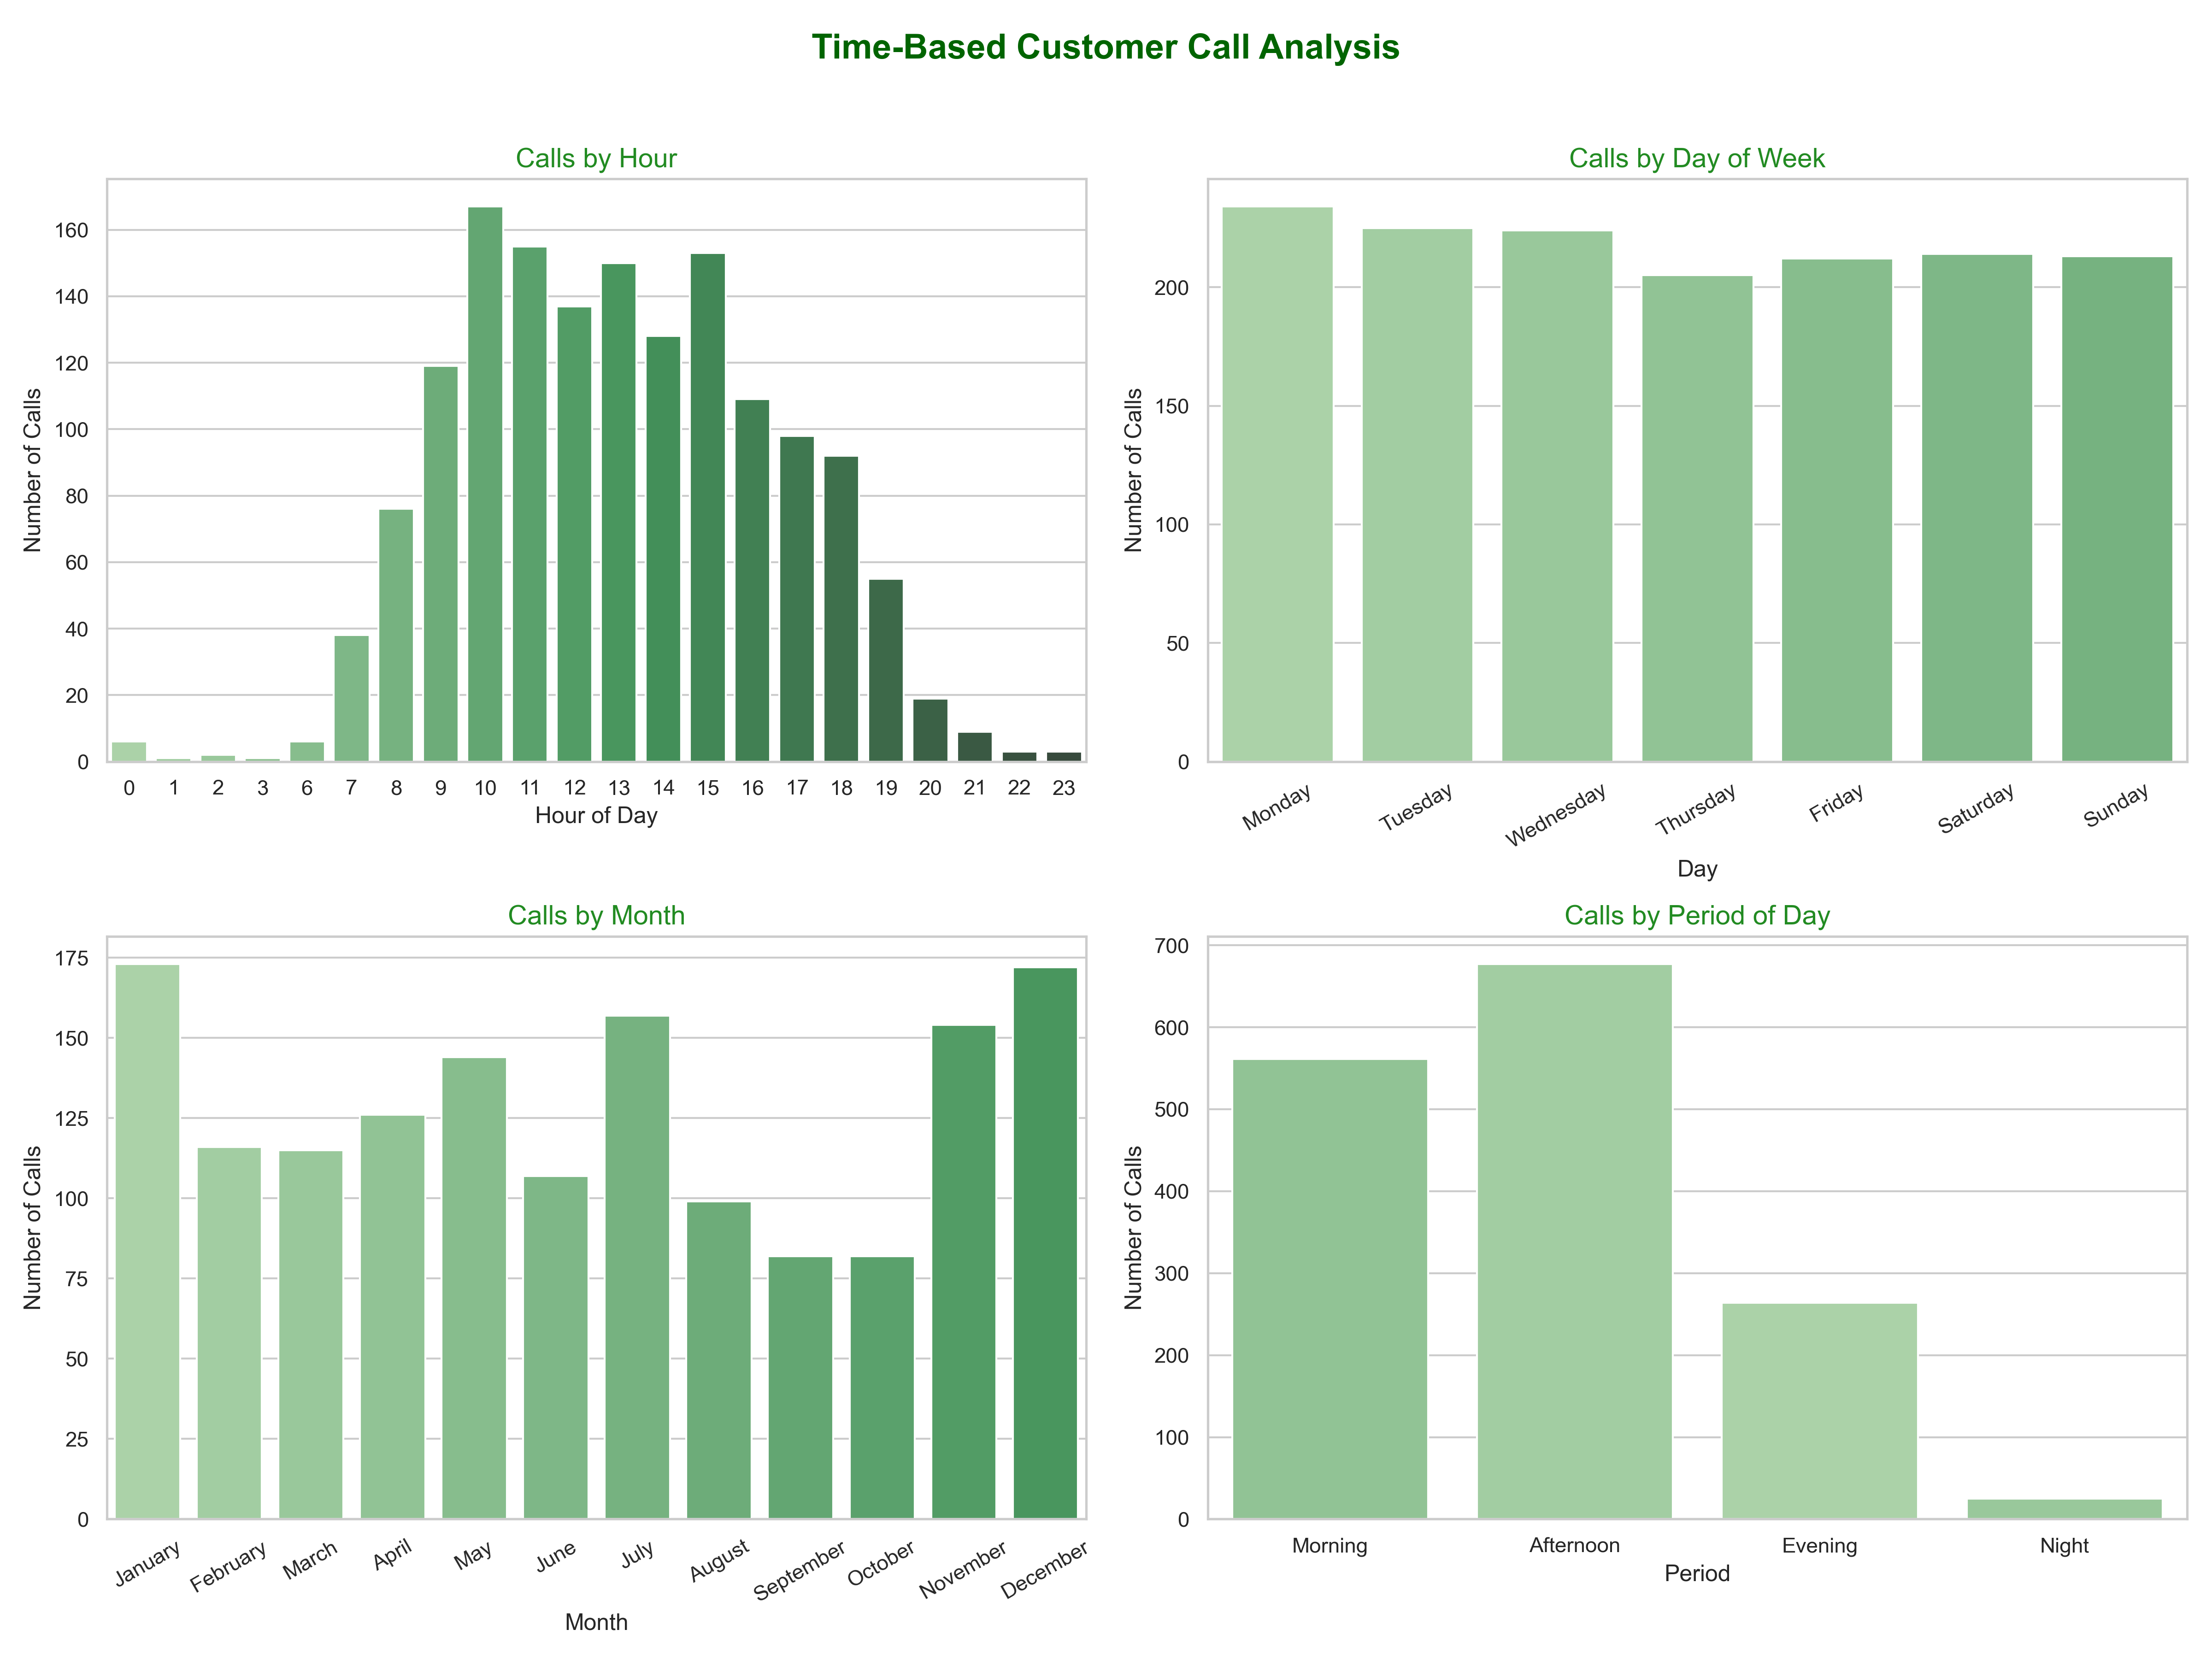 Time-Based Customer Call Analysis
Calls by Hour
Number of Calls
160
140
120
100
80
60
40
20
0
0 1 2 3 6 7 8 9 10 11 12 13 14 15 16 17 18 19 20 21 22 23
Hour of Day
Calls by Day of Week
Number of Calls
200
150
100
50
0
Monday Tuesday Wednesday Thursday Friday Saturday Sunday
Day
Calls by Month
Number of Calls
175
150
125
100
75
50
25
0
January February March April May June July August September October November December
Month
Calls by Period of Day
Number of Calls
700
600
500
400
300
200
100
0
Morning Afternoon Evening Night
Period